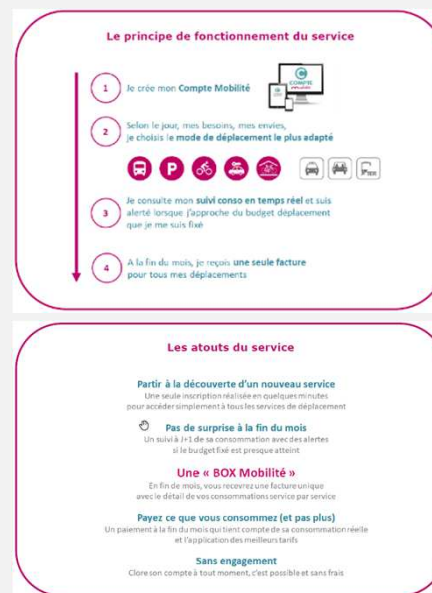 Le principe de fonctionnement du service
1
Je crée mon Compte Mobilité
COMPTE
2
Selon le jour, mes besoins, mes envies,
je choisis le mode de déplacement le plus adapté
P
3
Je consulte mon suivi conso en temps réel et suis
alerté lorsque j'approche du budget déplacement
que je me suis fixé
4
A la fin du mois, je reçois une seule facture
pour tous mes déplacements
Les atouts du service
Partir à la découverte d'un nouveau service
Une seule inscription réalisée en quelques minutes
pour accéder simplement à tous les services de déplacement
Pas de surprise à la fin du mois
Un suivi à J+1 de sa consommation avec des alertes
si le budget fixé est presque atteint
Une « BOX Mobilité »
En fin de mois, vous recevrez une facture unique
avec le détail de vos consommations service par service
Payez ce que vous consommez (et pas plus)
Un paiement à la fin du mois qui tient compte de sa consommation réelle
et l'application des meilleurs tarifs
Sans engagement
Clore son compte à tout moment, c'est possible et sans frais